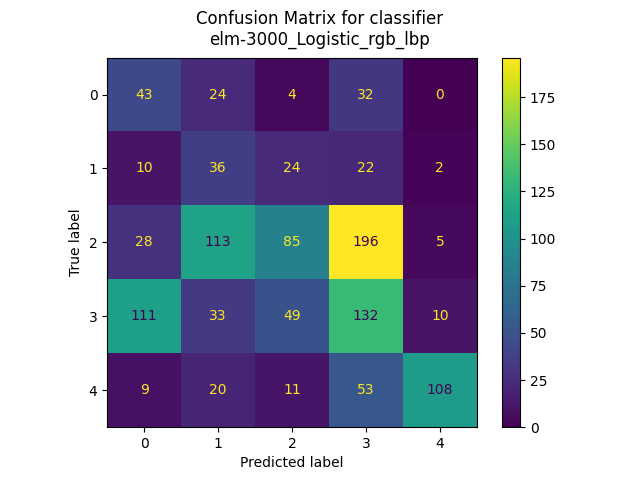 Confusion Matrix for classifier
elm-3000_Logistic_rgb_lbp
0 43 24 4 32 0
1 10 36 24 22 2
2 28 113 85 196 5
3 111 33 49 132 10
4 9 20 11 53 108
0 1 2 3 4
True label
Predicted label
175
150
125
100
75
50
25
0